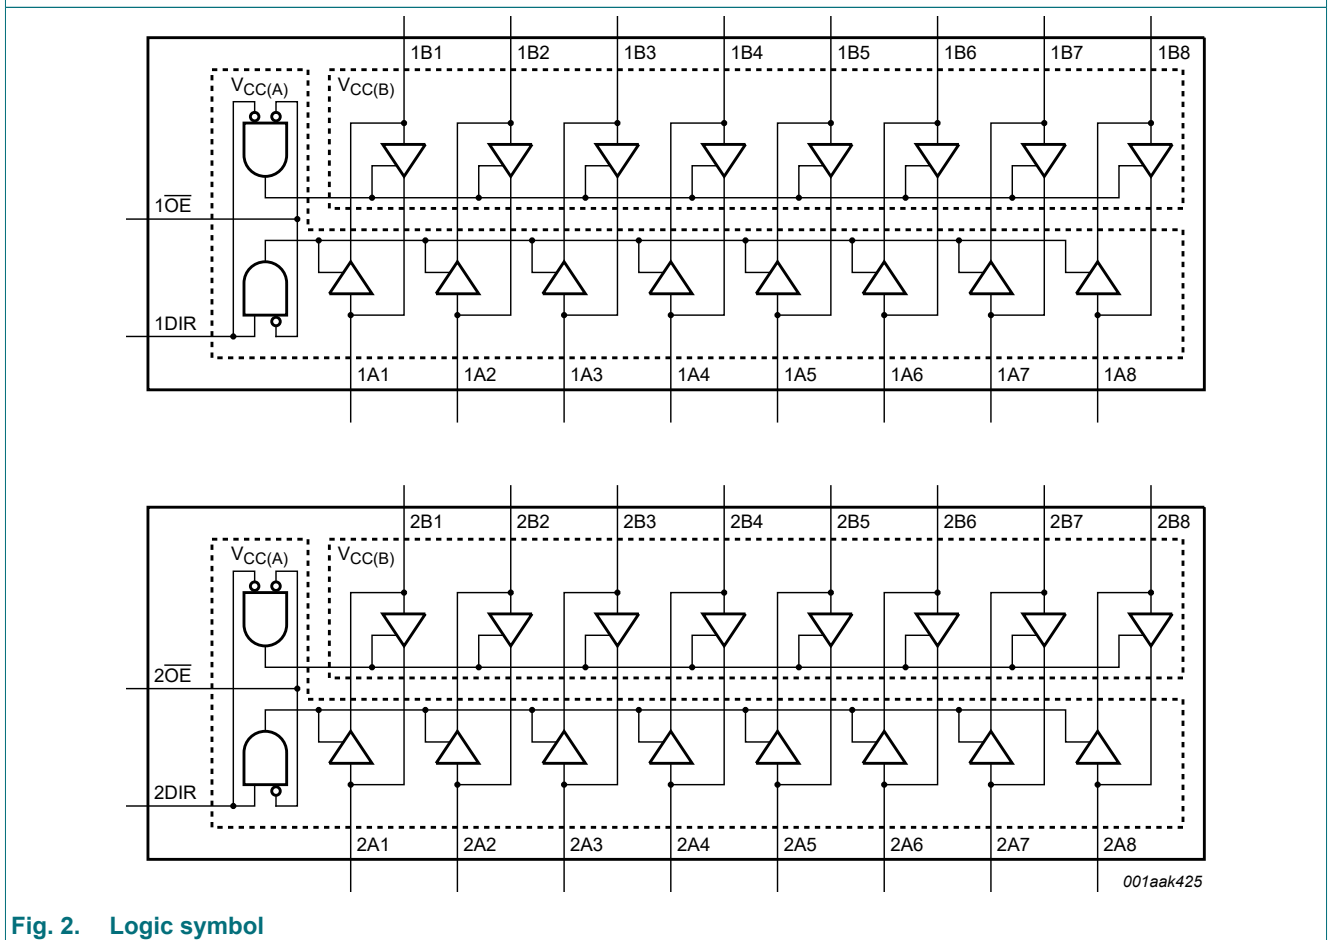 1B1 1B2 1B3 1B4 1B5 1B6 1B7 1B8
VCC(A) VCC(B)
1O̅E̅
1DIR
1A1 1A2 1A3 1A4 1A5 1A6 1A7 1A8
2B1 2B2 2B3 2B4 2B5 2B6 2B7 2B8
VCC(A) VCC(B)
2O̅E̅
2DIR
2A1 2A2 2A3 2A4 2A5 2A6 2A7 2A8
001aak425
Fig. 2. Logic symbol